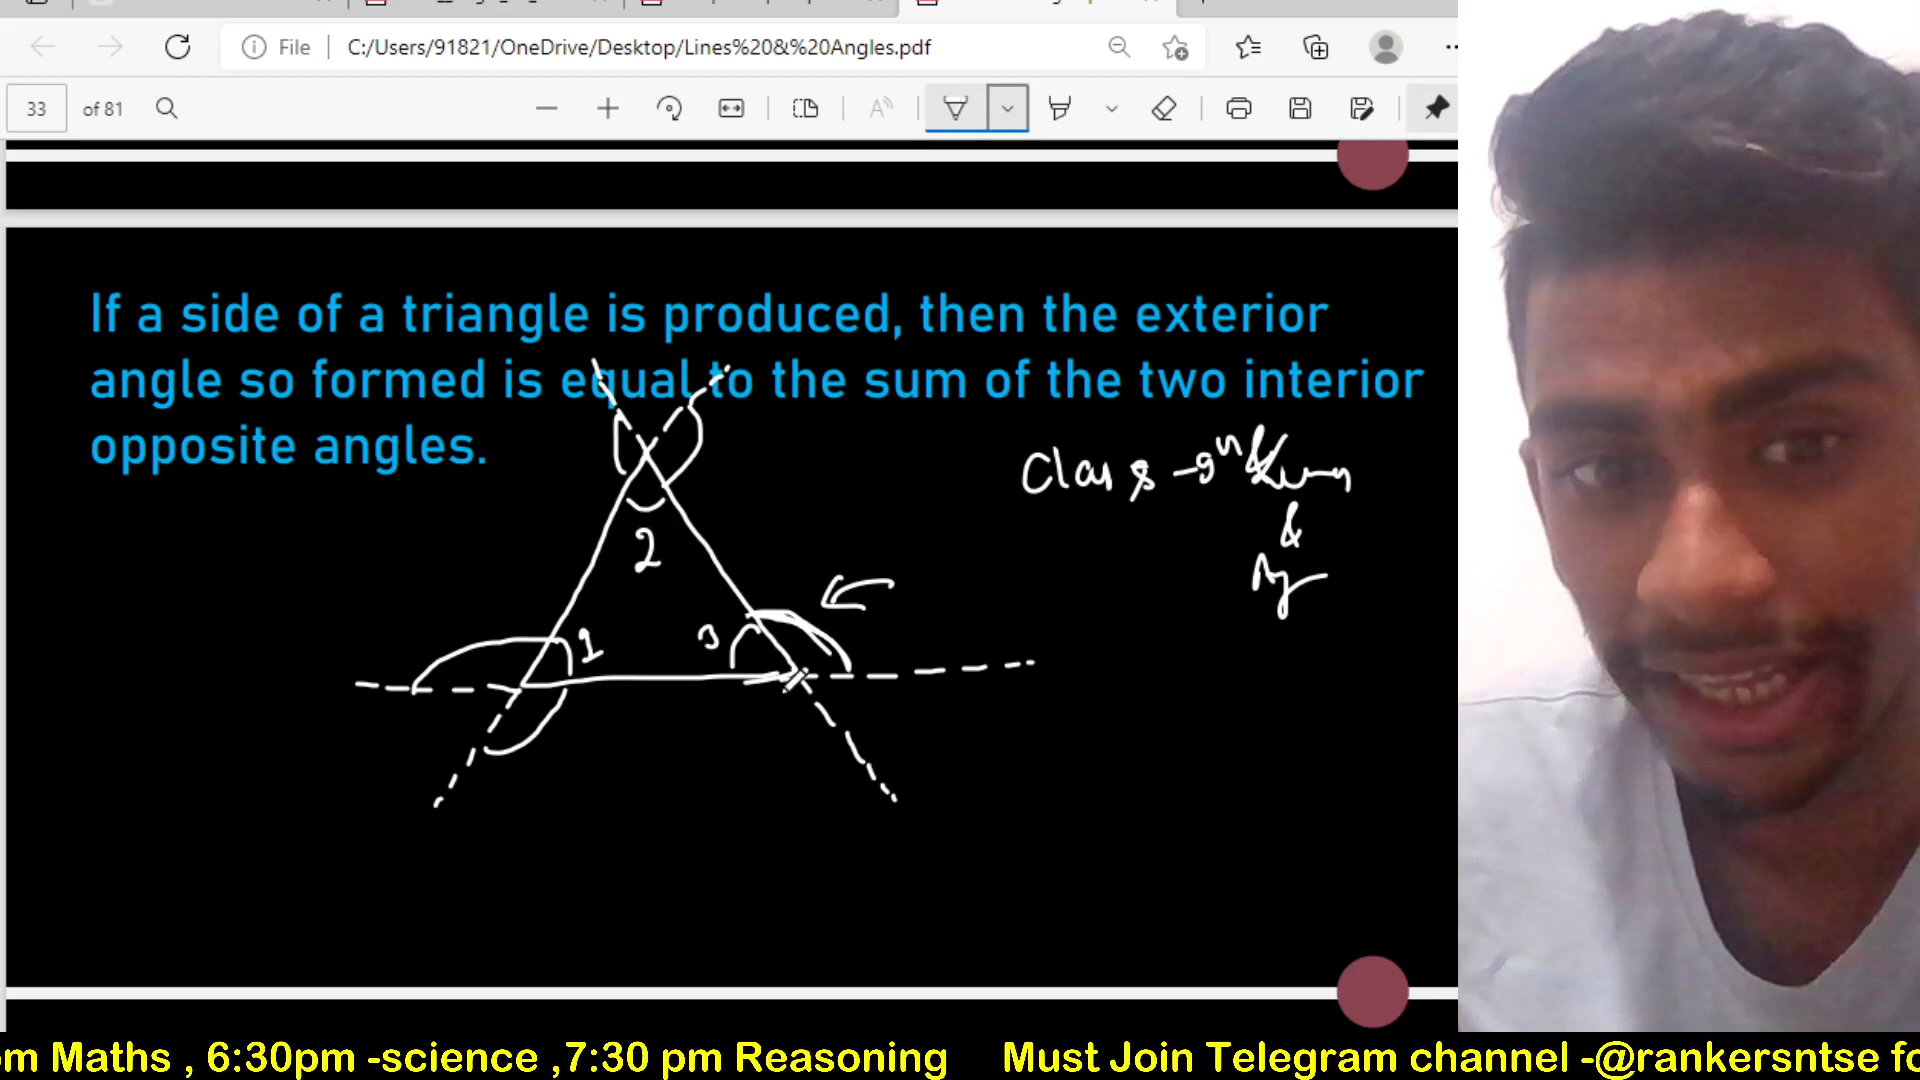 File C:/Users/91821/OneDrive/Desktop/Lines%20&%20Angles.pdf
33 of 81
If a side of a triangle is produced, then the exterior
angle so formed is equal to the sum of the two interior
opposite angles.
Class -9
&
2
1 3
om Maths , 6:30pm -science ,7:30 pm Reasoning Must Join Telegram channel -@rankersntse fo